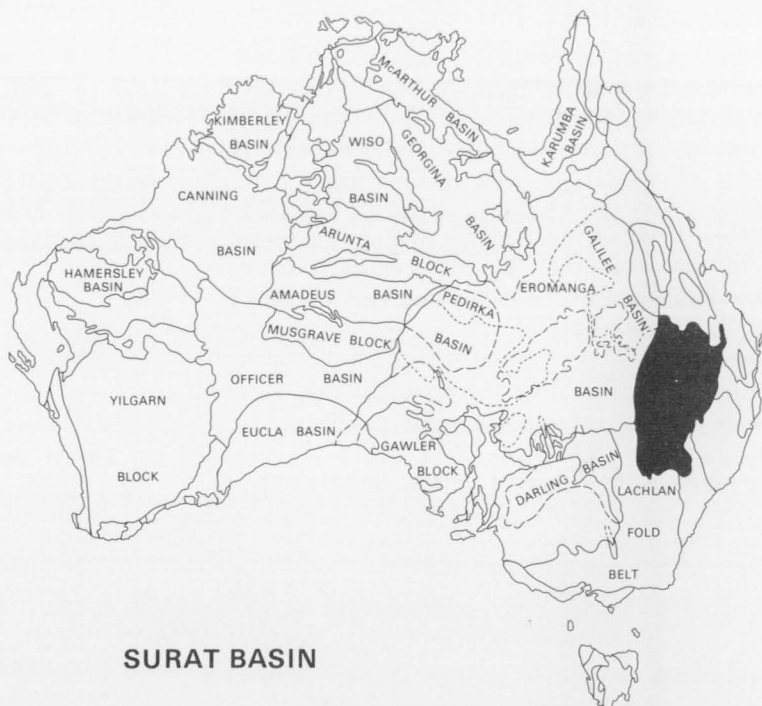 McARTHUR BASIN
KARUMBA BASIN
KIMBERLEY BASIN
WISO BASIN
GEORGINA BASIN
CANNING BASIN
ARUNTA BLOCK
GALILEE BASIN
HAMERSLEY BASIN
EROMANGA BASIN
AMADEUS BASIN
PEDIRKA BASIN
MUSGRAVE BLOCK
YILGARN BLOCK
OFFICER BASIN
EUCLA BASIN
GAWLER BLOCK
DARLING BASIN
LACHLAN FOLD BELT
D
SURAT BASIN